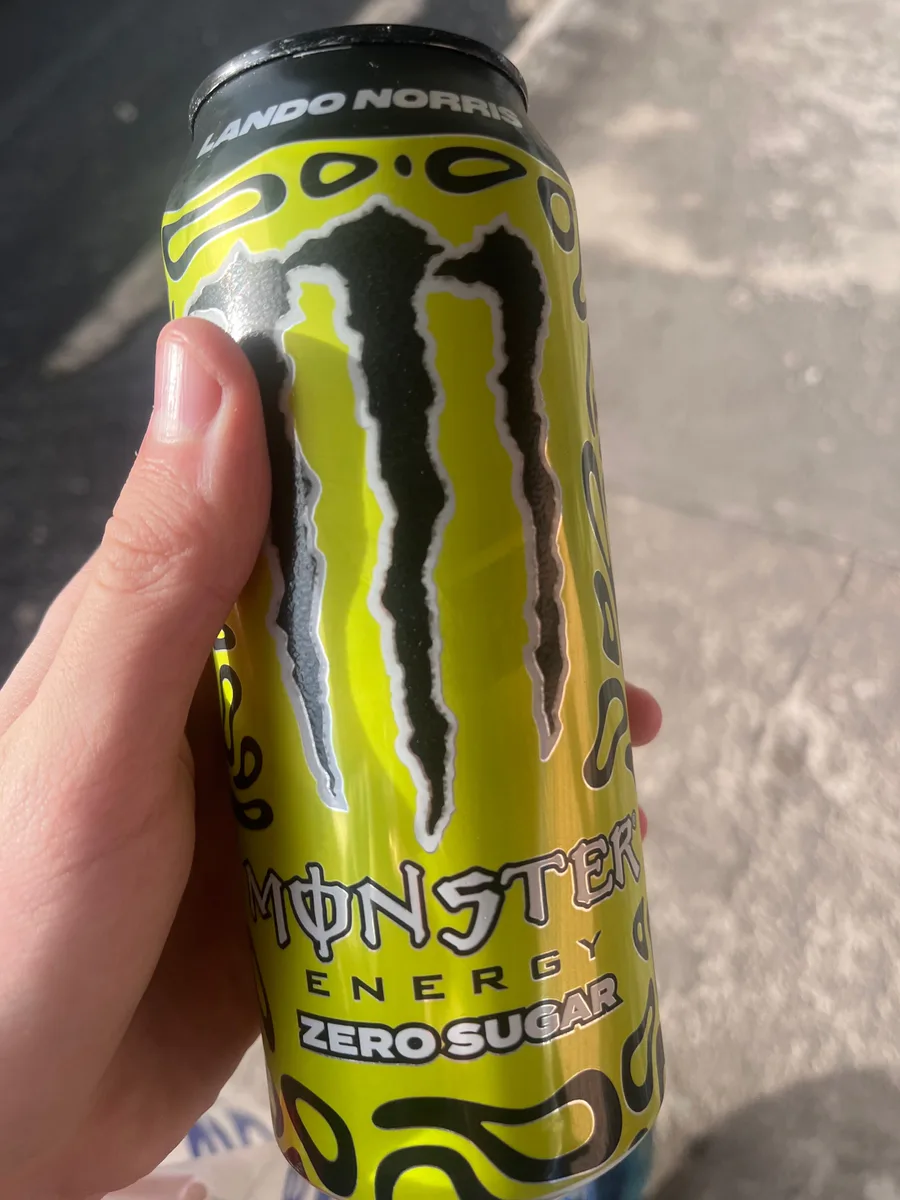 LANDO NORRIS
MONSTER
ENERGY
ZERO SUGAR